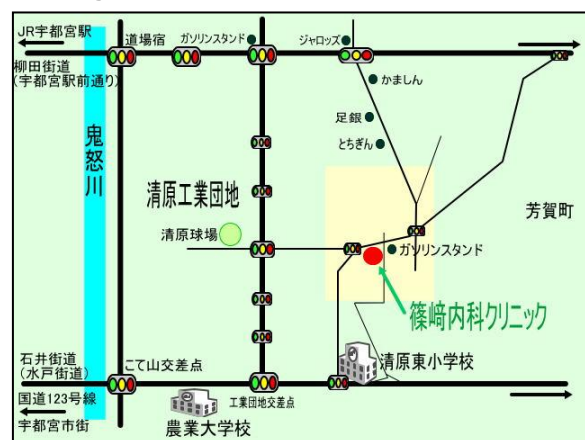 JR宇都宮駅
道場宿
ガソリンスタンド
ジャロッズ
柳田街道
(宇都宮駅前通り)
かましん
足銀
とちぎん
鬼怒川
清原工業団地
清原球場
芳賀町
ガソリンスタンド
篠﨑内科クリニック
石井街道
(水戸街道)
こて山交差点
清原東小学校
国道123号線
工業団地交差点
宇都宮市街
農業大学校